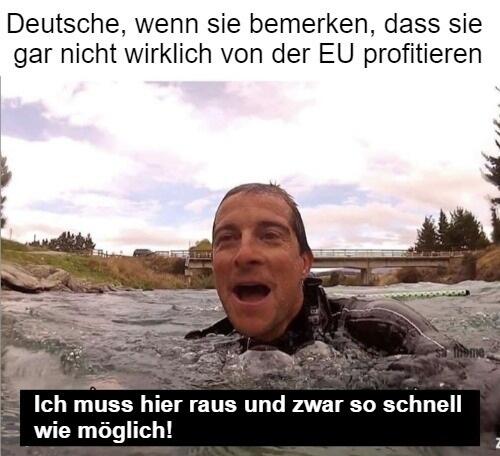 Deutsche, wenn sie bemerken, dass sie
gar nicht wirklich von der EU profitieren
Ich muss hier raus und zwar so schnell
wie möglich!